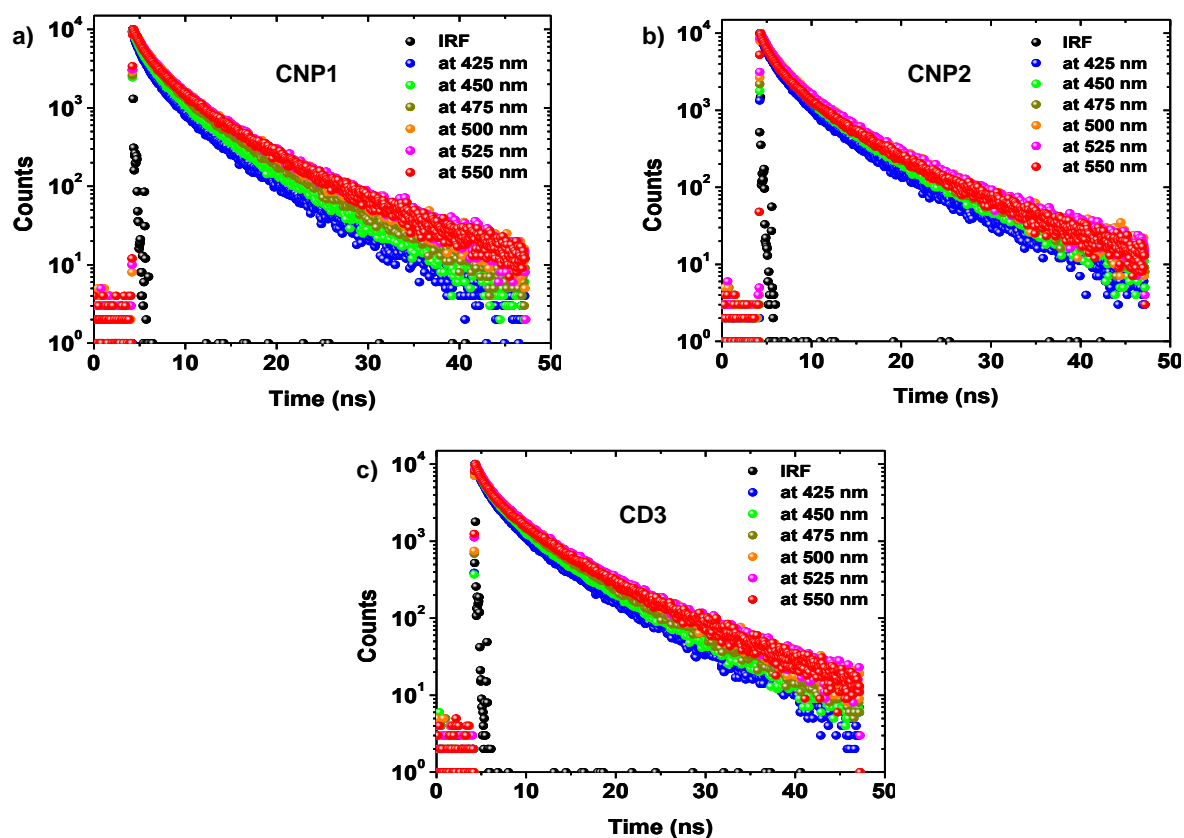 a)
CNP1
IRF
at 425 nm
at 450 nm
at 475 nm
at 500 nm
at 525 nm
at 550 nm
Counts
10⁴
10³
10²
10¹
10⁰
0 10 20 30 40 50
Time (ns)
b)
CNP2
IRF
at 425 nm
at 450 nm
at 475 nm
at 500 nm
at 525 nm
at 550 nm
Counts
10⁴
10³
10²
10¹
10⁰
0 10 20 30 40 50
Time (ns)
c)
CD3
IRF
at 425 nm
at 450 nm
at 475 nm
at 500 nm
at 525 nm
at 550 nm
Counts
10⁴
10³
10²
10¹
10⁰
0 10 20 30 40 50
Time (ns)